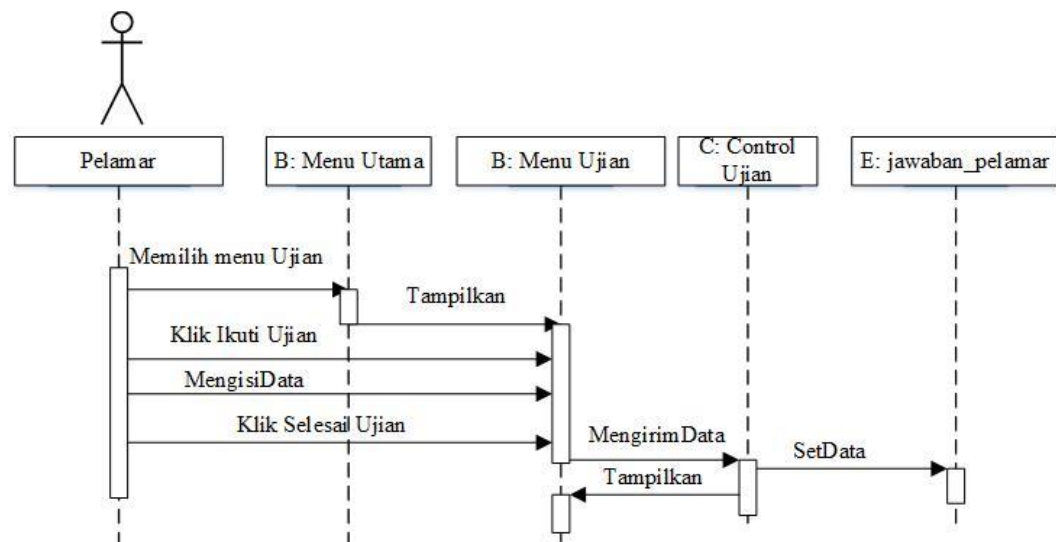 Pelamar
B: Menu Utama
B: Menu Ujian
C: Control
Ujian
E: jawaban_pelamar
Memilih menu Ujian
Tampilkan
Klik Ikuti Ujian
MengisiData
Klik Selesai Ujian
MengirimData
SetData
Tampilkan